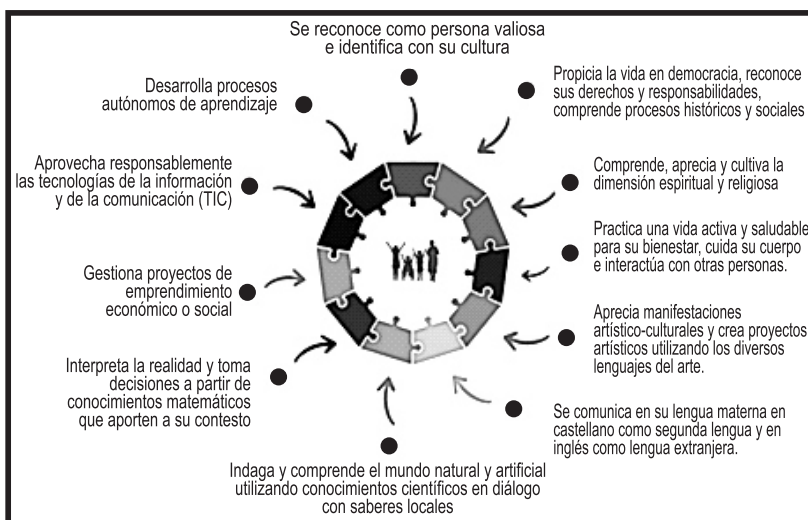 Se reconoce como persona valiosa
e identifica con su cultura
Propicia la vida en democracia, reconoce
sus derechos y responsabilidades,
comprende procesos históricos y sociales
Comprende, aprecia y cultiva la
dimensión espiritual y religiosa
Practica una vida activa y saludable
para su bienestar, cuida su cuerpo
e interactúa con otras personas.
Aprecia manifestaciones
artístico-culturales y crea proyectos
artísticos utilizando los diversos
lenguajes del arte.
Se comunica en su lengua materna en
castellano como segunda lengua y en
inglés como lengua extranjera.
Indaga y comprende el mundo natural y artificial
utilizando conocimientos científicos en diálogo
con saberes locales
Interpreta la realidad y toma
decisiones a partir de
conocimientos matemáticos
que aporten a su contexto
Gestiona proyectos de
emprendimiento
económico o social
Aprovecha responsablemente
las tecnologías de la información
y de la comunicación (TIC)
Desarrolla procesos
autónomos de aprendizaje